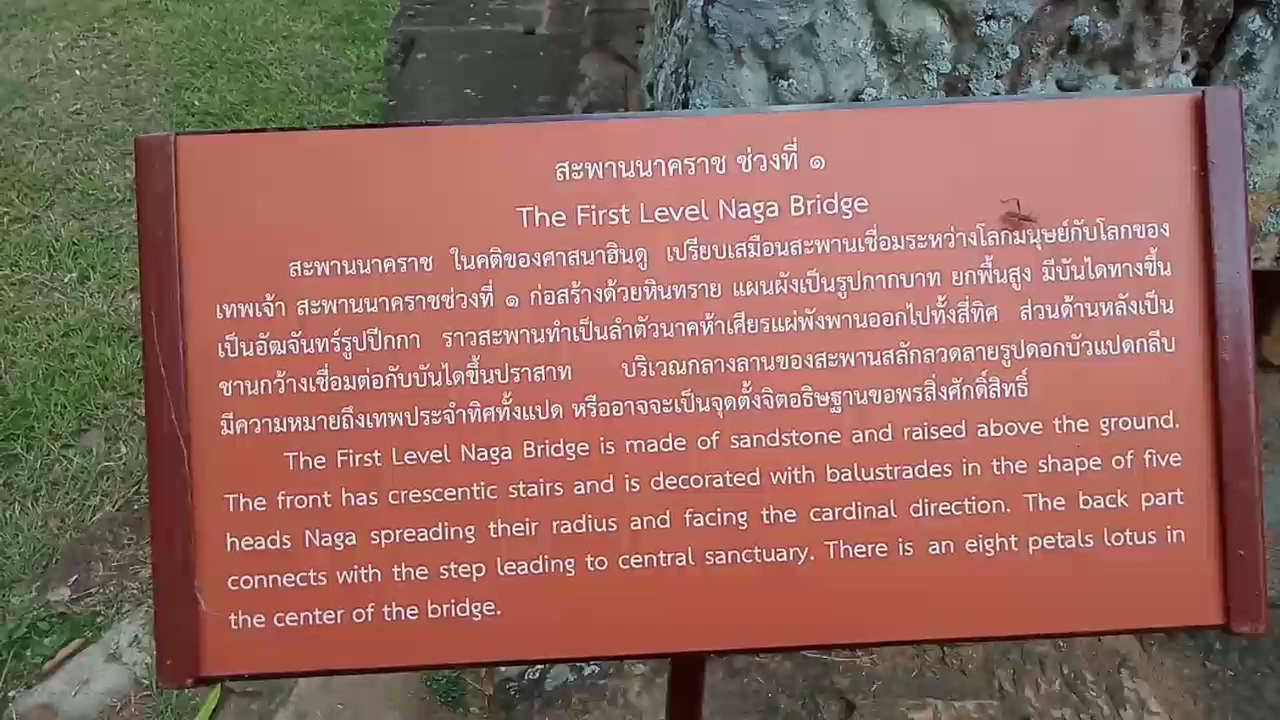 สะพานนาคราช ช่วงที่ ๑
The First Level Naga Bridge
สะพานนาคราช ในคติของศาสนาฮินดู เปรียบเสมือนสะพานเชื่อมระหว่างโลกมนุษย์กับโลกของ
เทพเจ้า สะพานนาคราชช่วงที่ ๑ ก่อสร้างด้วยหินทราย แผนผังเป็นรูปกากบาท ยกพื้นสูง มีบันไดทางขึ้น
เป็นอัฒจันทร์รูปปีกกา ราวสะพานทำเป็นลำตัวนาคห้าเศียรแผ่พังพานออกไปทั้งสี่ทิศ ส่วนด้านหลังเป็น
ชานกว้างเชื่อมต่อกับบันไดขึ้นปราสาท บริเวณกลางลานของสะพานสลักลวดลายรูปดอกบัวแปดกลีบ
มีความหมายถึงเทพประจำทิศทั้งแปด หรืออาจจะเป็นจุดตั้งจิตอธิษฐานขอพรสิ่งศักดิ์สิทธิ์
The First Level Naga Bridge is made of sandstone and raised above the ground.
The front has crescentic stairs and is decorated with balustrades in the shape of five
heads Naga spreading their radius and facing the cardinal direction. The back part
connects with the step leading to central sanctuary. There is an eight petals lotus in
the center of the bridge.